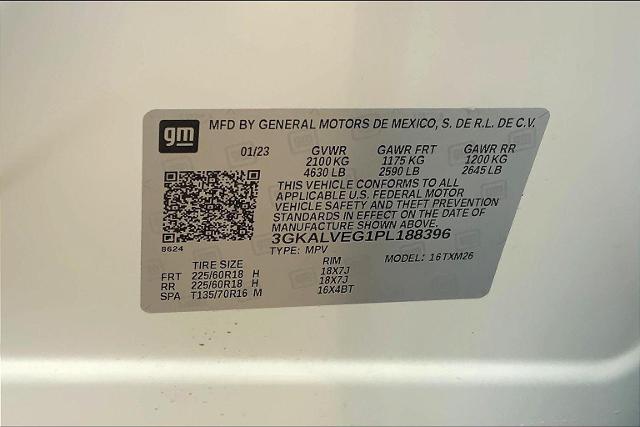 gm MFD BY GENERAL MOTORS DE MEXICO, S. DE R.L. DE C.V.
01/23 GVWR GAWR FRT GAWR RR
2100 KG 1175 KG 1200 KG
4630 LB 2590 LB 2645 LB
THIS VEHICLE CONFORMS TO ALL
APPLICABLE U.S. FEDERAL MOTOR
VEHICLE SAFETY AND THEFT PREVENTION
STANDARDS IN EFFECT ON THE DATE OF
MANUFACTURE SHOWN ABOVE.
8624 3GKALVEG1PL188396
TYPE: MPV MODEL: 16TXM26
TIRE SIZE RIM
FRT 225/60R18 H 18X7J
RR 225/60R18 H 18X7J
SPA T135/70R16 M 16X4BT